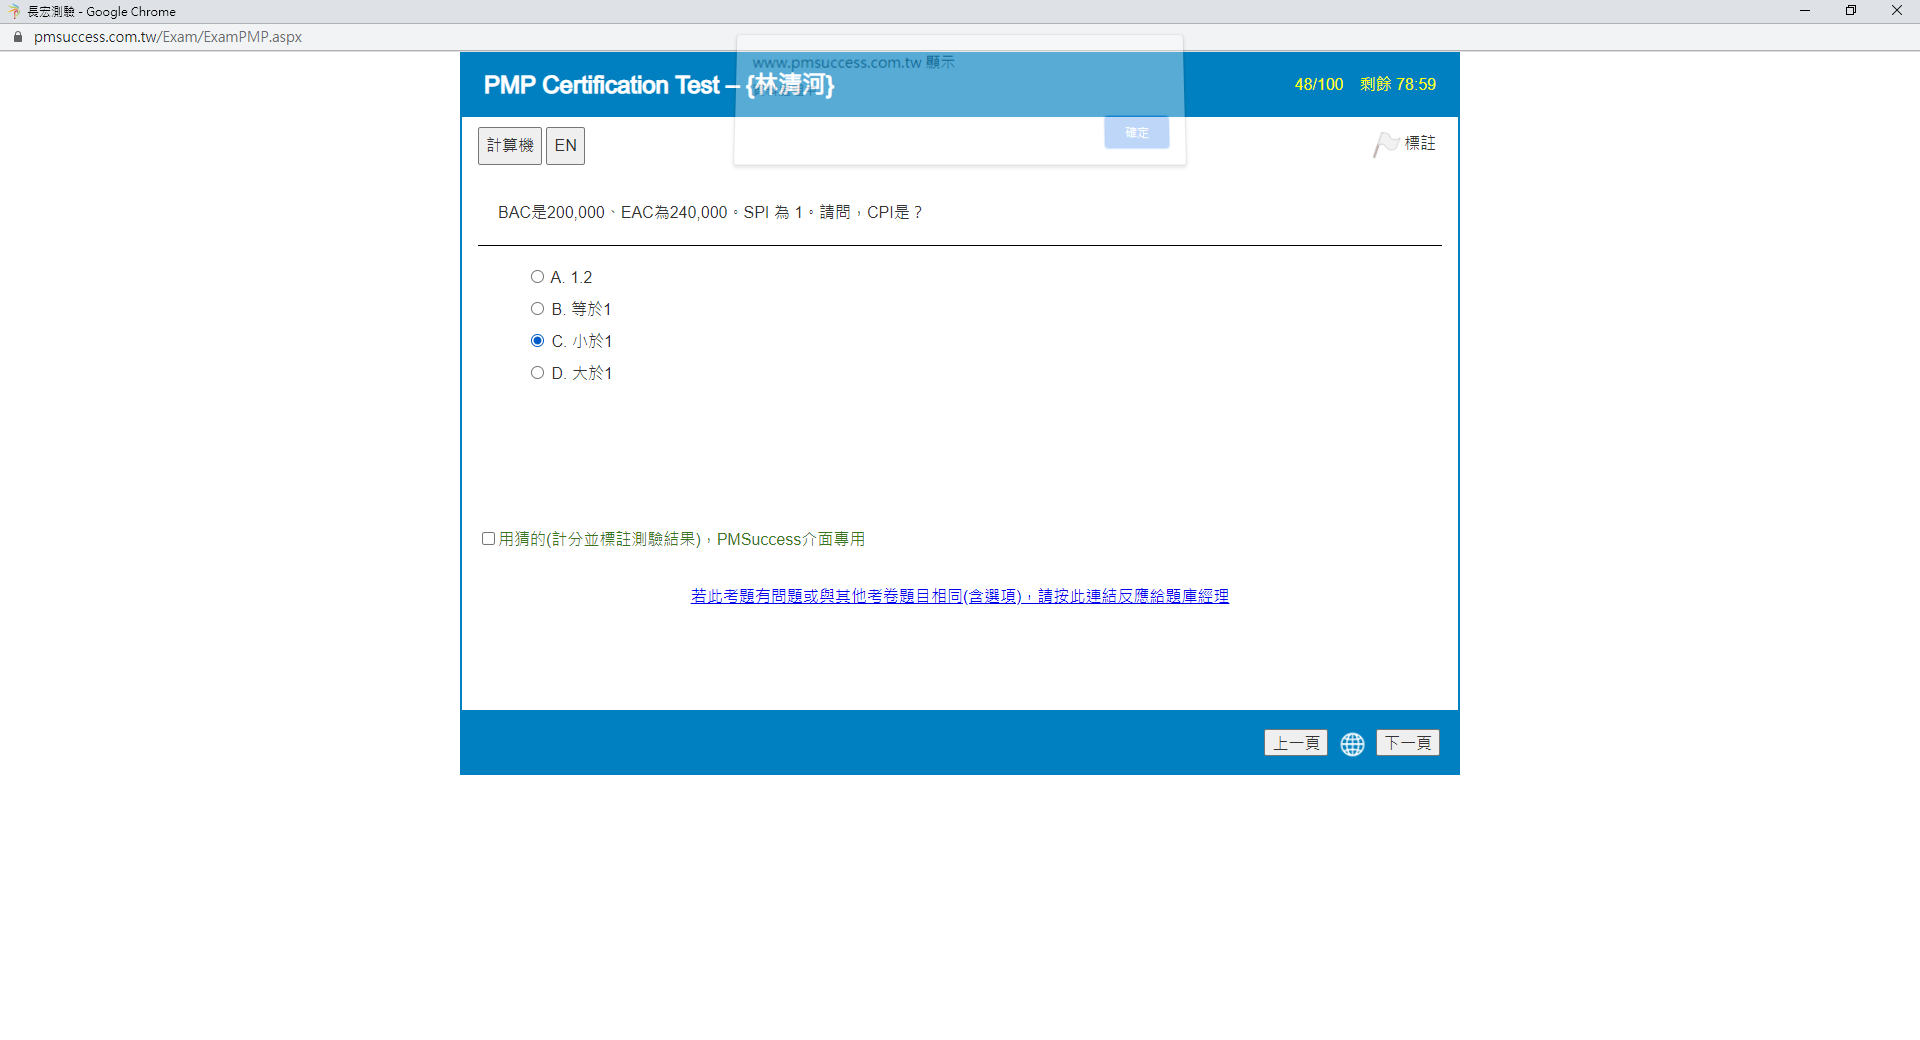 長宏測驗 - Google Chrome
pmsuccess.com.tw/Exam/ExamPMP.aspx
www.pmsuccess.com.tw 顯示
PMP Certification Test – {林清河}
48/100 剩餘 78:59
確定
計算機 EN
標註
BAC是200,000、EAC為240,000。SPI 為 1。請問，CPI是？
A. 1.2
B. 等於1
C. 小於1
D. 大於1
用猜的(計分並標註測驗結果)，PMSuccess介面專用
若此考題有問題或與其他考卷題目相同(含選項)，請按此連結反應給題庫經理
上一頁 下一頁